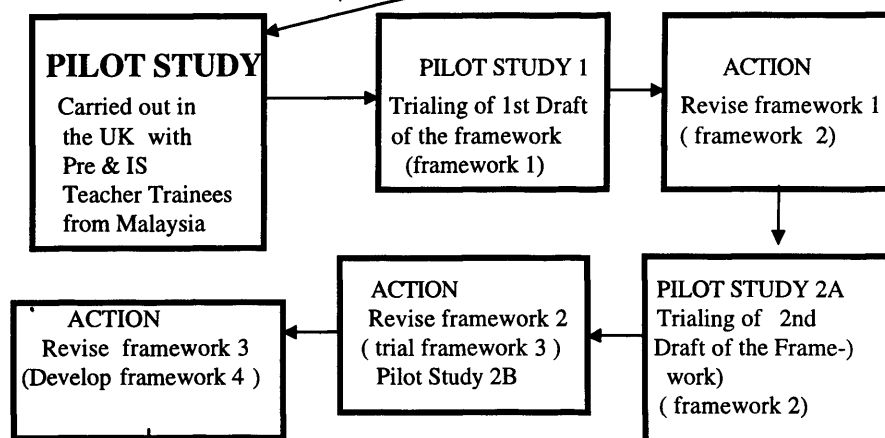 PILOT STUDY
Carried out in
the UK with
Pre & IS
Teacher Trainees
from Malaysia
PILOT STUDY 1
Trialing of 1st Draft
of the framework
(framework 1)
ACTION
Revise framework 1
( framework 2)
PILOT STUDY 2A
Trialing of 2nd
Draft of the Frame-)
work)
( framework 2)
ACTION
Revise framework 2
( trial framework 3 )
Pilot Study 2B
ACTION
Revise framework 3
(Develop framework 4 )